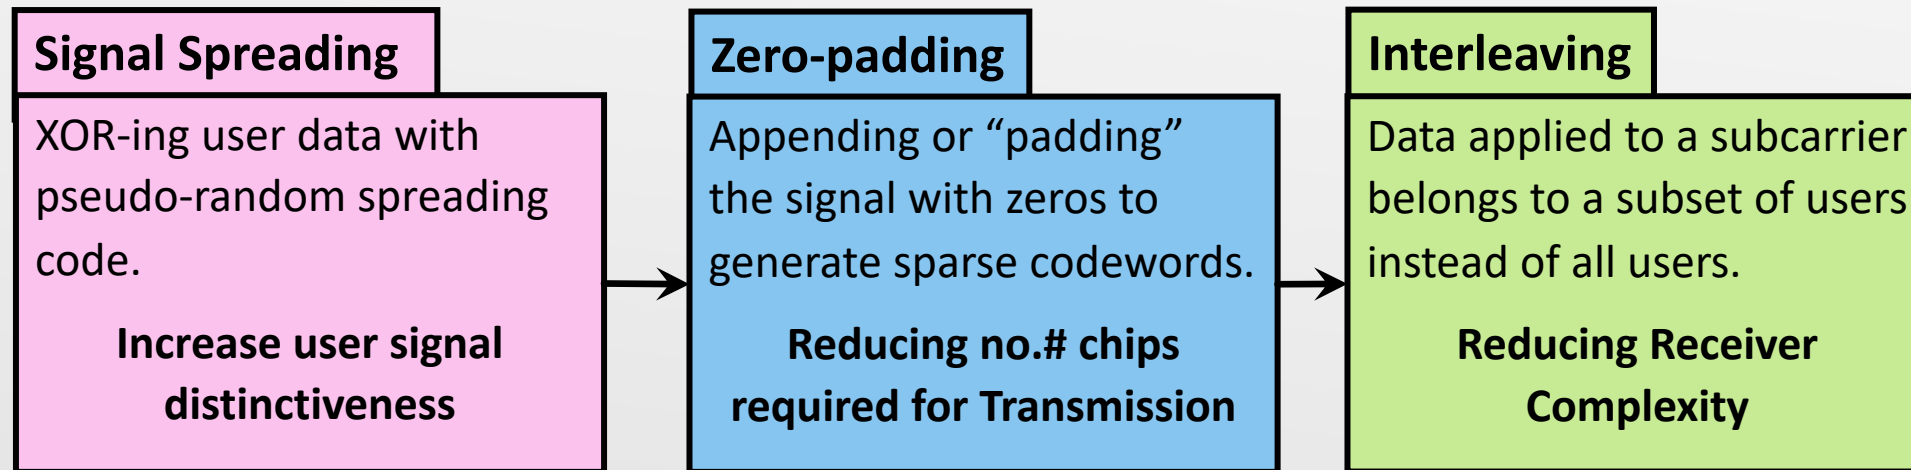 Signal Spreading
XOR-ing user data with
pseudo-random spreading
code.
Increase user signal
distinctiveness
Zero-padding
Appending or “padding”
the signal with zeros to
generate sparse codewords.
Reducing no.# chips
required for Transmission
Interleaving
Data applied to a subcarrier
belongs to a subset of users
instead of all users.
Reducing Receiver
Complexity